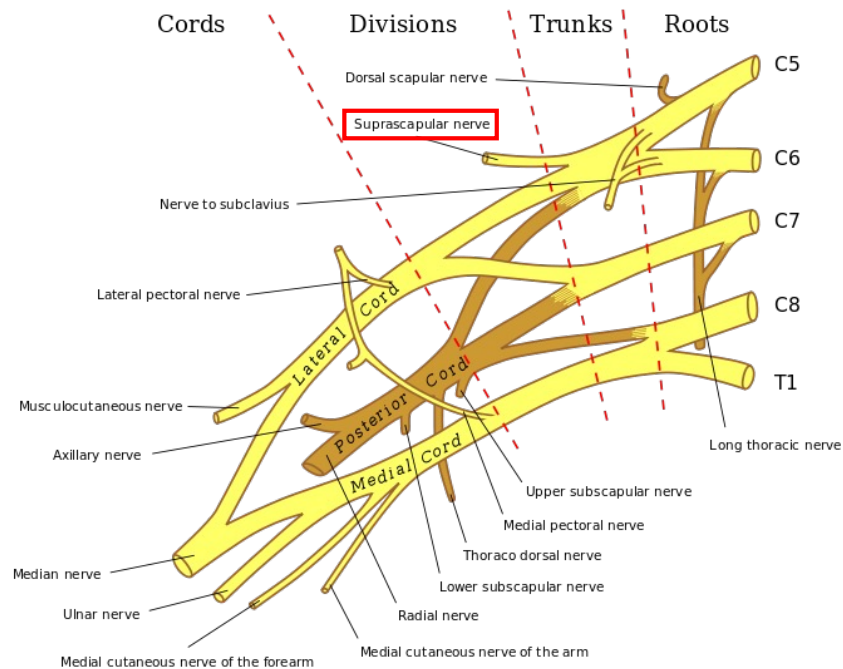 Cords Divisions Trunks Roots
C5
Dorsal scapular nerve
Suprascapular nerve
C6
Nerve to subclavius
C7
Lateral pectoral nerve
Lateral Cord
C8
Posterior Cord
T1
Musculocutaneous nerve
Long thoracic nerve
Axillary nerve
Medial Cord
Upper subscapular nerve
Medial pectoral nerve
Thoraco dorsal nerve
Median nerve
Lower subscapular nerve
Ulnar nerve
Radial nerve
Medial cutaneous nerve of the arm
Medial cutaneous nerve of the forearm